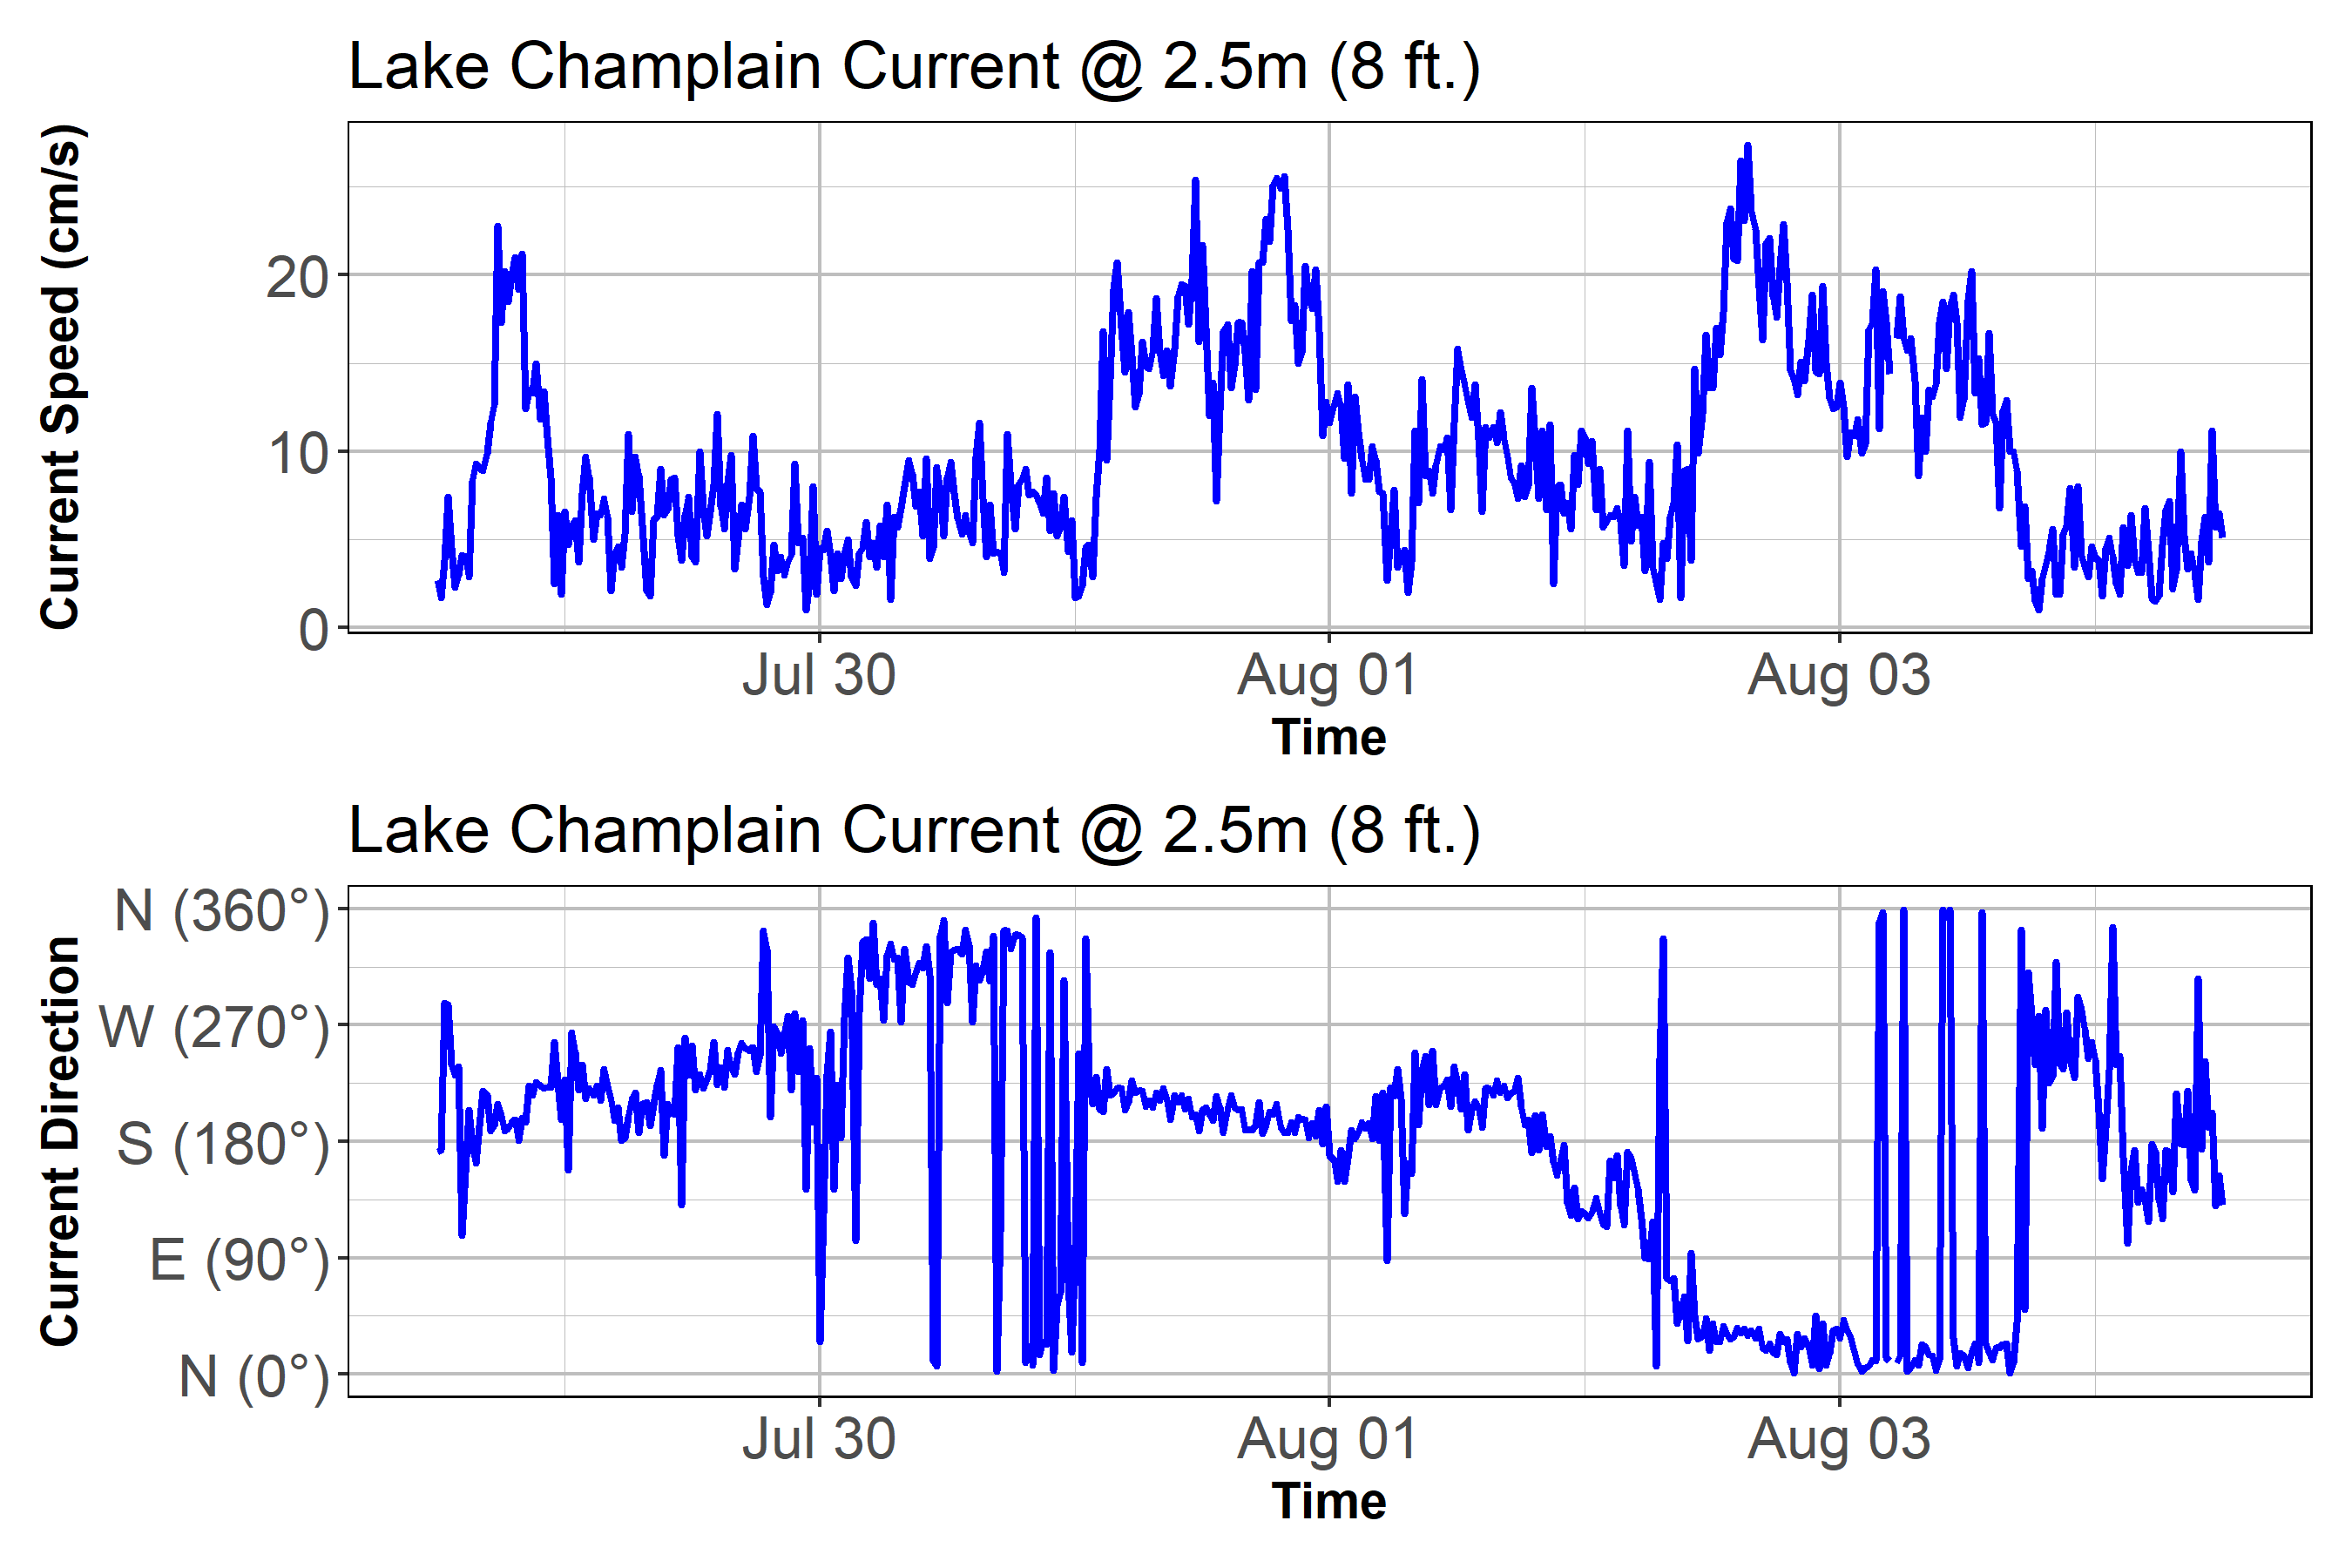 Lake Champlain Current @ 2.5m (8 ft.)
Current Speed (cm/s)
20
10
0
Jul 30
Aug 01
Aug 03
Time
Lake Champlain Current @ 2.5m (8 ft.)
Current Direction
N (360°)
W (270°)
S (180°)
E (90°)
N (0°)
Jul 30
Aug 01
Aug 03
Time